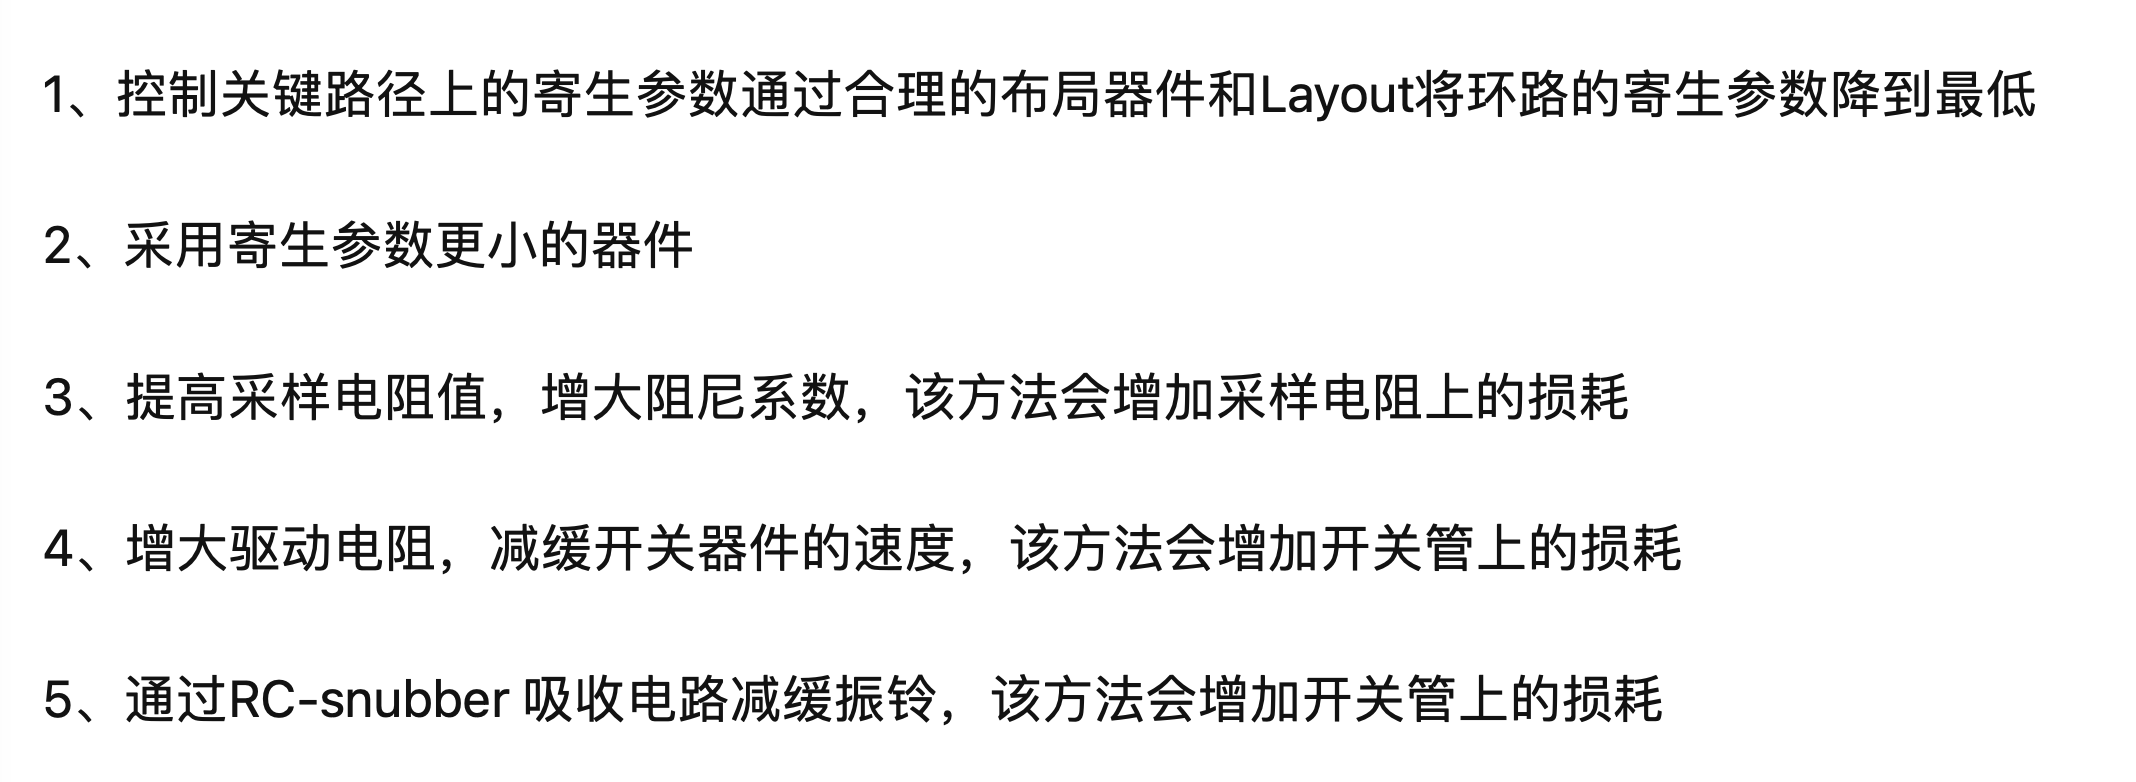 1、控制关键路径上的寄生参数通过合理的布局器件和Layout将环路的寄生参数降到最低
2、采用寄生参数更小的器件
3、提高采样电阻值，增大阻尼系数，该方法会增加采样电阻上的损耗
4、增大驱动电阻，减缓开关器件的速度，该方法会增加开关管上的损耗
5、通过RC-snubber 吸收电路减缓振铃，该方法会增加开关管上的损耗